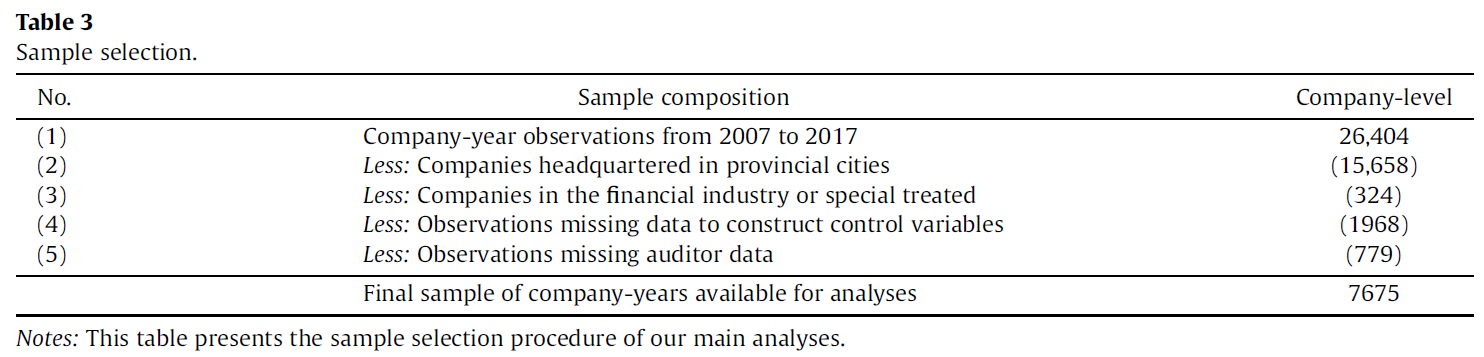 Table 3
Sample selection.
No. Sample composition Company-level
(1) Company-year observations from 2007 to 2017 26,404
(2) Less: Companies headquartered in provincial cities (15,658)
(3) Less: Companies in the financial industry or special treated (324)
(4) Less: Observations missing data to construct control variables (1968)
(5) Less: Observations missing auditor data (779)
Final sample of company-years available for analyses 7675
Notes: This table presents the sample selection procedure of our main analyses.